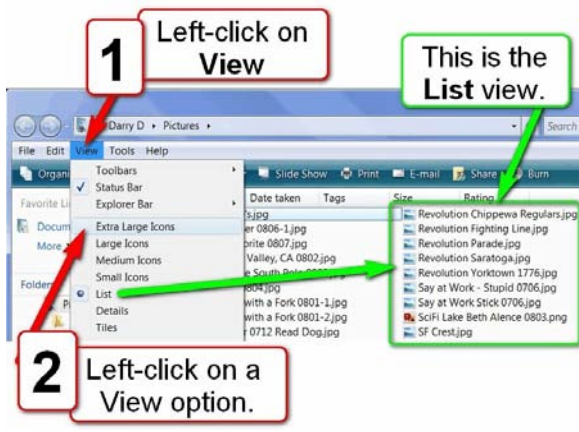 1
Left-click on
View
This is the
List view.
Darry D ▸ Pictures ▸
Search
File Edit View Tools Help
Organi
Slide Show Print E-mail Share Burn
Toolbars
Status Bar
Explorer Bar
Extra Large Icons
Large Icons
Medium Icons
Small Icons
List
Details
Tiles
Favorite Li
Docum
More
Folders
Date taken Tags Size Rating
s.jpg
er 0806-1.jpg
orite 0807.jpg
Valley, CA 0802.jpg
e South Pole
0804.jpg
with a Fork 0801-1.jpg
with a Fork 0801-2.jpg
0712 Read Dog.jpg
Revolution Chippewa Regulars.jpg
Revolution Fighting Line.jpg
Revolution Parade.jpg
Revolution Saratoga.jpg
Revolution Yorktown 1776.jpg
Say at Work - Stupid 0706.jpg
Say at Work Stick 0706.jpg
SciFi Lake Beth Alence 0803.png
SF Crest.jpg
2
Left-click on a
View option.